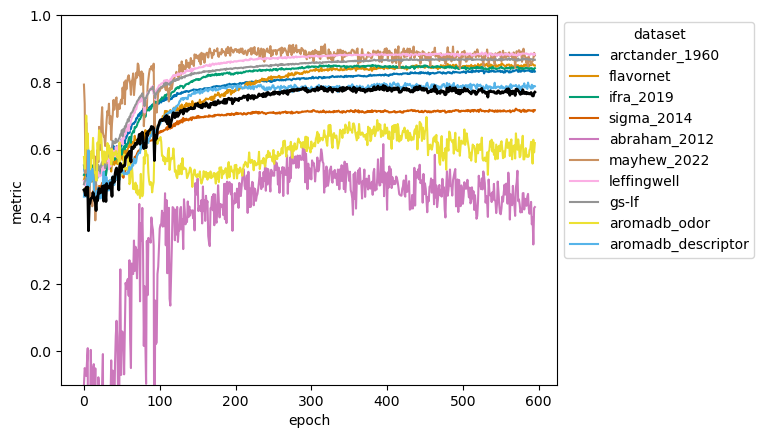 1.0
0.8
0.6
0.4
0.2
0.0
metric
0
100
200
300
400
500
600
epoch
dataset
arctander_1960
flavornet
ifra_2019
sigma_2014
abraham_2012
mayhew_2022
leffingwell
gs-lf
aromadb_odor
aromadb_descriptor